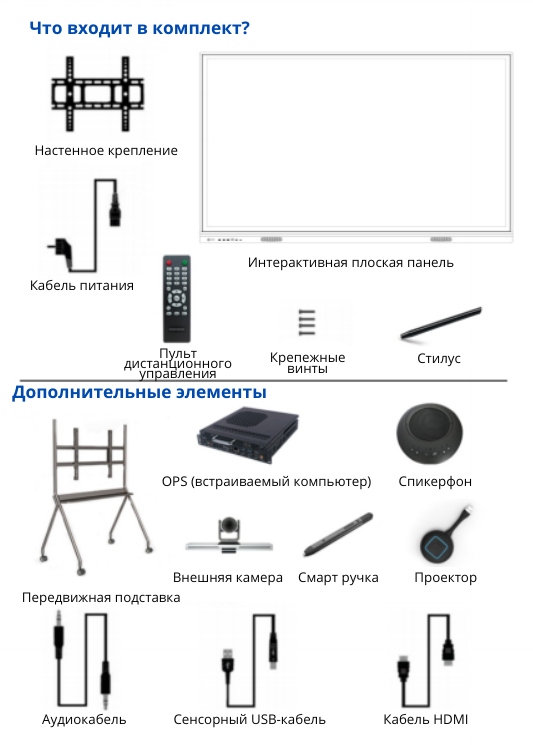 Что входит в комплект?
Настенное крепление
Интерактивная плоская панель
Кабель питания
Пульт
дистанционного
управления
Крепежные
винты
Стилус
Дополнительные элементы
OPS (встраиваемый компьютер)
Спикерфон
Внешняя камера
Смарт ручка
Проектор
Передвижная подставка
Аудиокабель
Сенсорный USB-кабель
Кабель HDMI